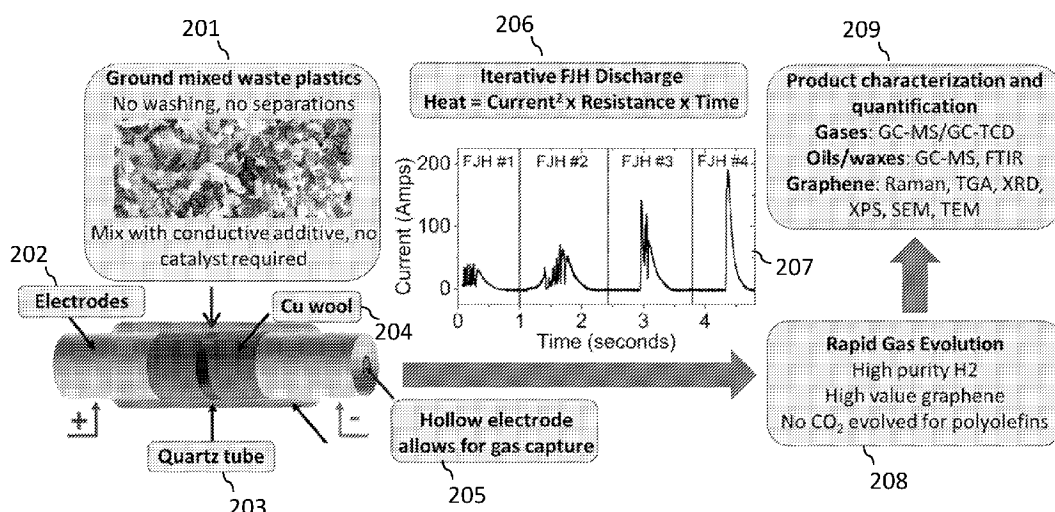 201
Ground mixed waste plastics
No washing, no separations
Mix with conductive additive, no
catalyst required
202
Electrodes
Cu wool
204
+
-
Quartz tube
203
Hollow electrode
allows for gas capture
205
206
Iterative FJH Discharge
Heat = Current² x Resistance x Time
FJH #1
FJH #2
FJH #3
FJH #4
Current (Amps)
200
100
0
0
1
2
3
4
Time (seconds)
207
209
Product characterization and
quantification
Gases: GC-MS/GC-TCD
Oils/waxes: GC-MS, FTIR
Graphene: Raman, TGA, XRD,
XPS, SEM, TEM
Rapid Gas Evolution
High purity H2
High value graphene
No CO₂ evolved for polyolefins
208